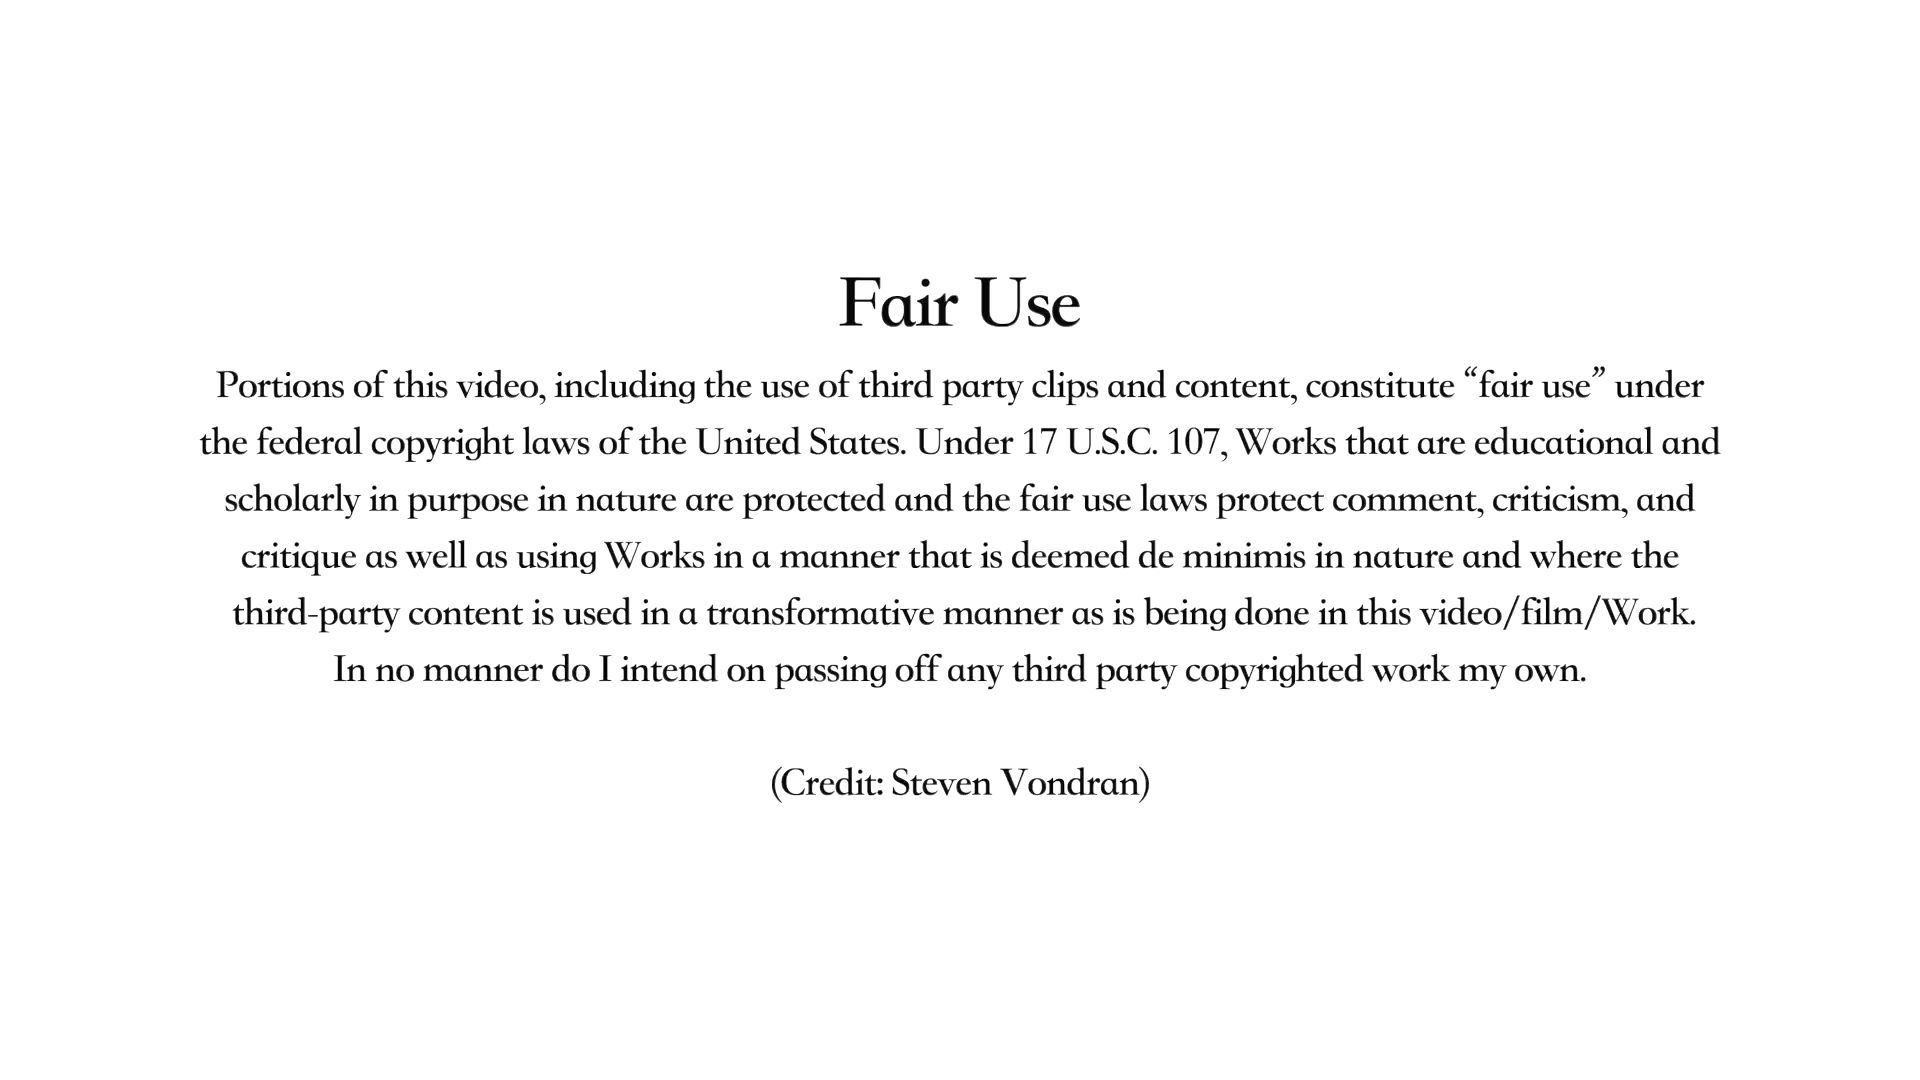 Fair Use
Portions of this video, including the use of third party clips and content, constitute “fair use” under
the federal copyright laws of the United States. Under 17 U.S.C. 107, Works that are educational and
scholarly in purpose in nature are protected and the fair use laws protect comment, criticism, and
critique as well as using Works in a manner that is deemed de minimis in nature and where the
third-party content is used in a transformative manner as is being done in this video/film/Work.
In no manner do I intend on passing off any third party copyrighted work my own.
(Credit: Steven Vondran)